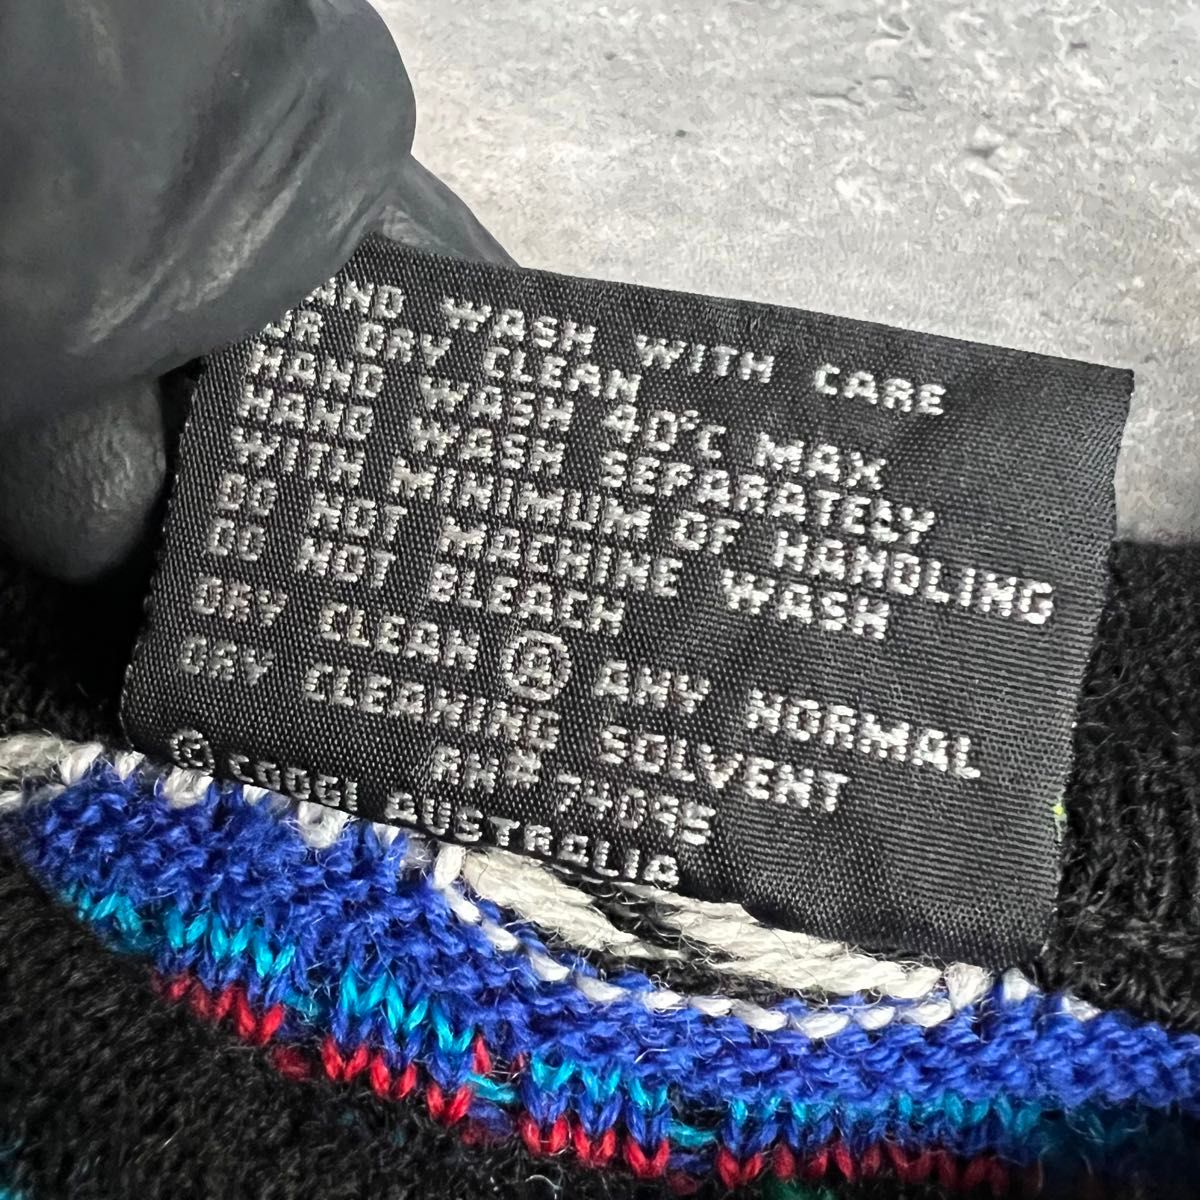 HAND WASH WITH CARE
OR DRY CLEAN
HAND WASH 40°C MAX
HAND WASH SEPARATELY
WITH MINIMUM OF HANDLING
DO NOT MACHINE WASH
DO NOT BLEACH
DRY CLEAN Ⓟ ANY NORMAL
DRY CLEANING SOLVENT
RN# 74095
© COOGI AUSTRALIA